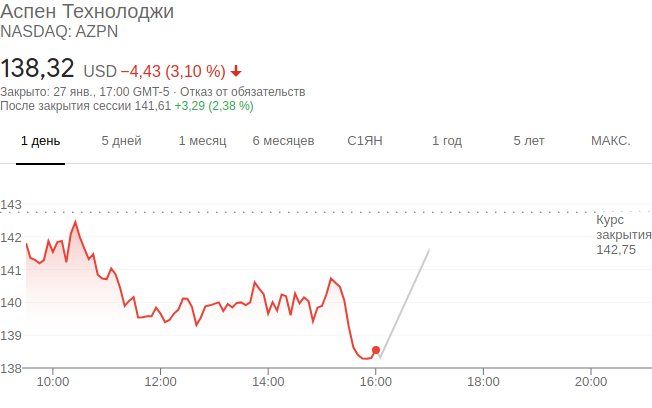 Аспен Технолоджи
NASDAQ: AZPN
138,32 USD −4,43 (3,10 %)
Закрыто: 27 янв., 17:00 GMT-5 · Отказ от обязательств
После закрытия сессии 141,61 +3,29 (2,38 %)
1 день 5 дней 1 месяц 6 месяцев С1ЯН 1 год 5 лет МАКС.
143
Курс
закрытия
142,75
142
141
140
139
138
10:00 12:00 14:00 16:00 18:00 20:00